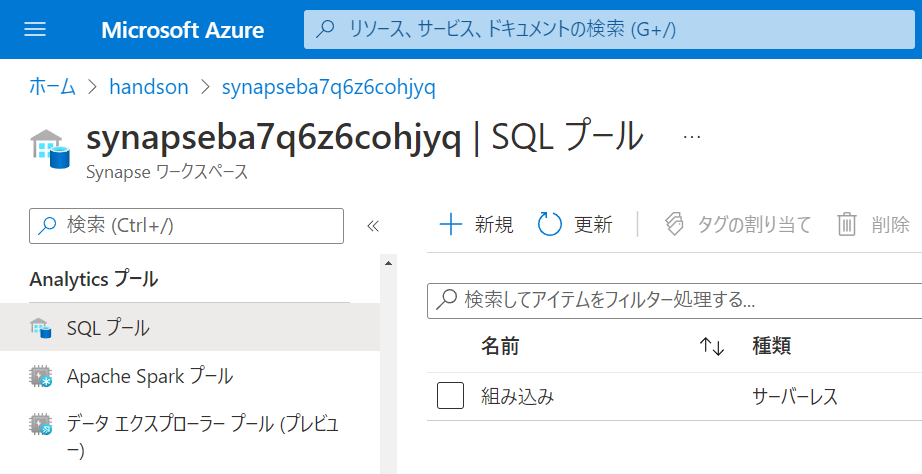 Microsoft Azure
リソース、サービス、ドキュメントの検索 (G+/)
ホーム > handson > synapseba7q6z6cohjyq
synapseba7q6z6cohjyq | SQL プール ...
Synapse ワークスペース
検索 (Ctrl+/)
«
新規
更新
タグの割り当て
削除
Analytics プール
SQL プール
Apache Spark プール
データ エクスプローラー プール (プレビュ
ー)
検索してアイテムをフィルター処理する...
名前 ↑↓ 種類
組み込み サーバーレス